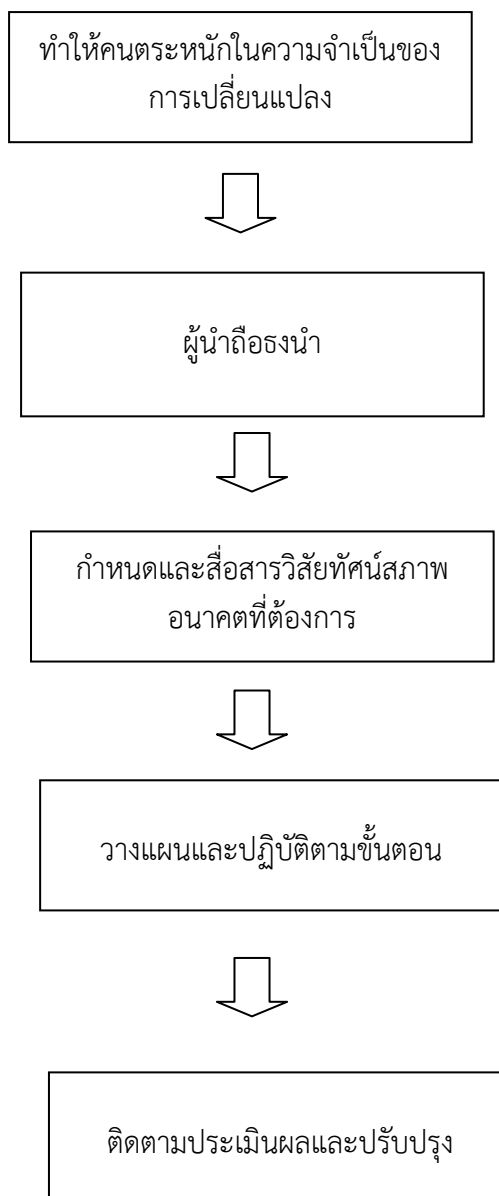 ทำให้คนตระหนักในความจำเป็นของ
การเปลี่ยนแปลง
ผู้นำถือธงนำ
กำหนดและสื่อสารวิสัยทัศน์สภาพ
อนาคตที่ต้องการ
วางแผนและปฏิบัติตามขั้นตอน
ติดตามประเมินผลและปรับปรุง